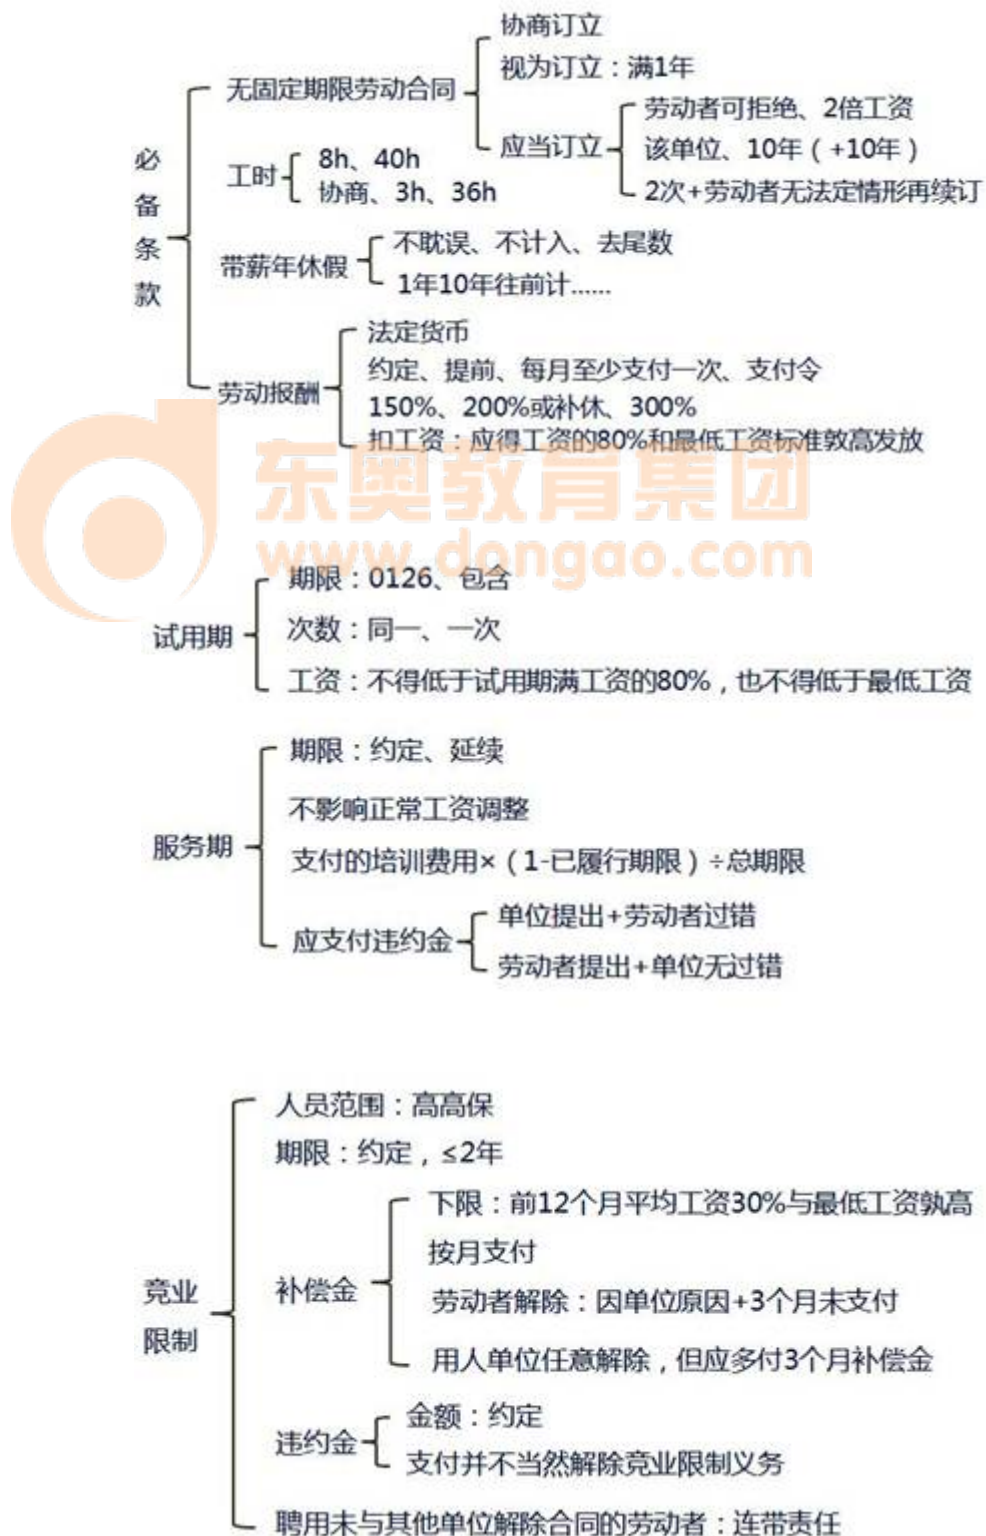 必备条款
无固定期限劳动合同
协商订立
视为订立：满1年
应当订立
劳动者可拒绝、2倍工资
该单位、10年（+10年）
2次+劳动者无法定情形再续订
工时
8h、40h
协商、3h、36h
带薪年休假
不耽误、不计入、去尾数
1年10年往前计......
劳动报酬
法定货币
约定、提前、每月至少支付一次、支付令
150%、200%或补休、300%
扣工资：应得工资的80%和最低工资标准敦高发放
东奥教育集团
www.dongao.com
试用期
期限：0126、包含
次数：同一、一次
工资：不得低于试用期满工资的80%，也不得低于最低工资
服务期
期限：约定、延续
不影响正常工资调整
支付的培训费用×（1-已履行期限）÷总期限
应支付违约金
单位提出+劳动者过错
劳动者提出+单位无过错
竞业限制
人员范围：高高保
期限：约定，≤2年
补偿金
下限：前12个月平均工资30%与最低工资孰高
按月支付
劳动者解除：因单位原因+3个月未支付
用人单位任意解除，但应多付3个月补偿金
违约金
金额：约定
支付并不当然解除竞业限制义务
聘用未与其他单位解除合同的劳动者：连带责任